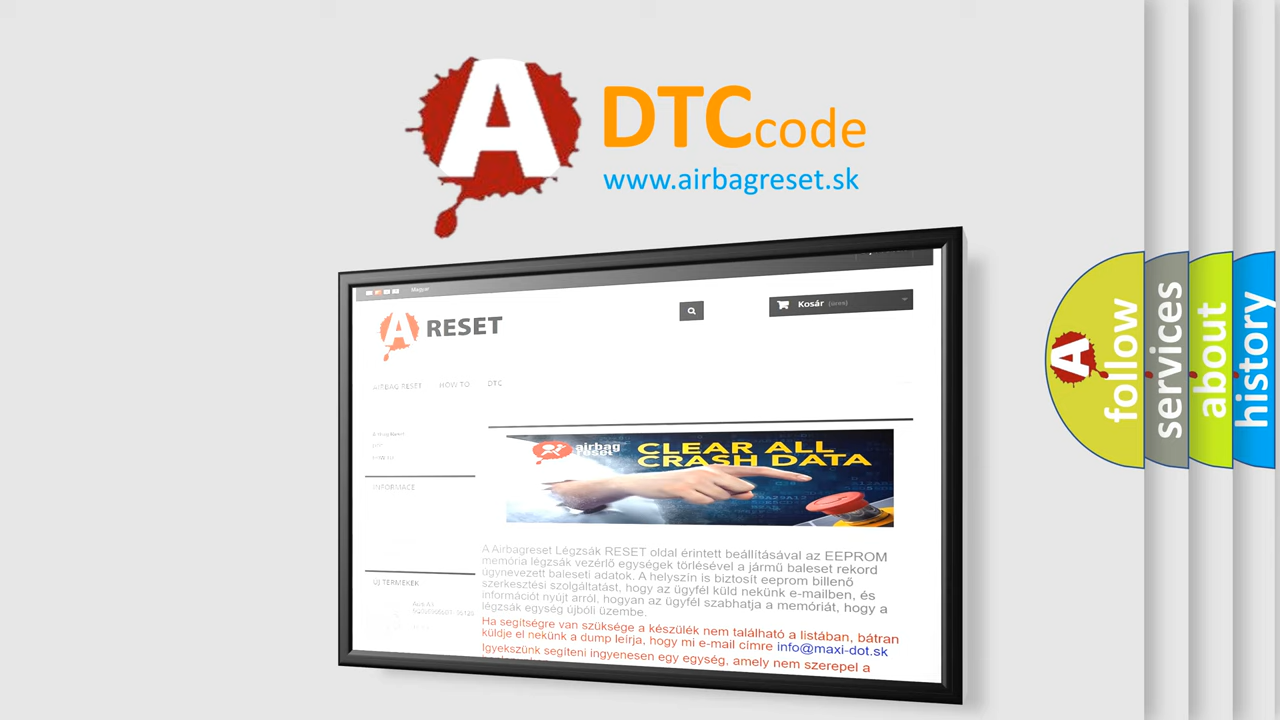 A DTC code
www.airbagreset.sk
Magyar
A RESET
Kosár (üres)
AIRBAG RESET HOW TO DTC
INFORMACE
ÚJ TERMÉKEK
airbag
reset
CLEAR ALL
CRASH DATA
A Airbagreset Légzsák RESET oldal érintett beállításával az EEPROM
memória légzsák vezérlő egységek törlésével a jármű baleset rekord
úgynevezett baleseti adatok. A helyszín is biztosít eeprom billenő
szerkesztési szolgáltatást, hogy az ügyfél küld nekünk e-mailben, és
információt nyújt arról, hogyan az ügyfél szabhatja a memóriát, hogy a
légzsák egység újbóli üzembe.
Ha segítségre van szüksége a készülék nem található a listában, bátran
küldje el nekünk a dump leírja, hogy mi e-mail címre info@maxi-dot.sk
Igyekszünk segíteni ingyenesen egy egység, amely nem szerepel a
A
follow
services
about
history